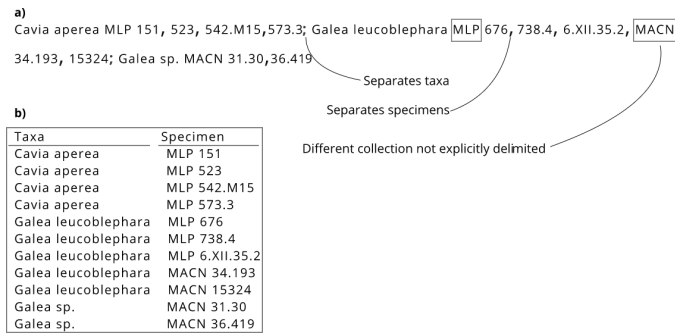 a)
Cavia aperea MLP 151, 523, 542.M15,573.3; Galea leucoblephara MLP 676, 738.4, 6.XII.35.2, MACN
34.193, 15324; Galea sp. MACN 31.30,36.419
Separates taxa
Separates specimens
Different collection not explicitly delimited
b)
Taxa Specimen
Cavia aperea MLP 151
Cavia aperea MLP 523
Cavia aperea MLP 542.M15
Cavia aperea MLP 573.3
Galea leucoblephara MLP 676
Galea leucoblephara MLP 738.4
Galea leucoblephara MLP 6.XII.35.2
Galea leucoblephara MACN 34.193
Galea leucoblephara MACN 15324
Galea sp. MACN 31.30
Galea sp. MACN 36.419